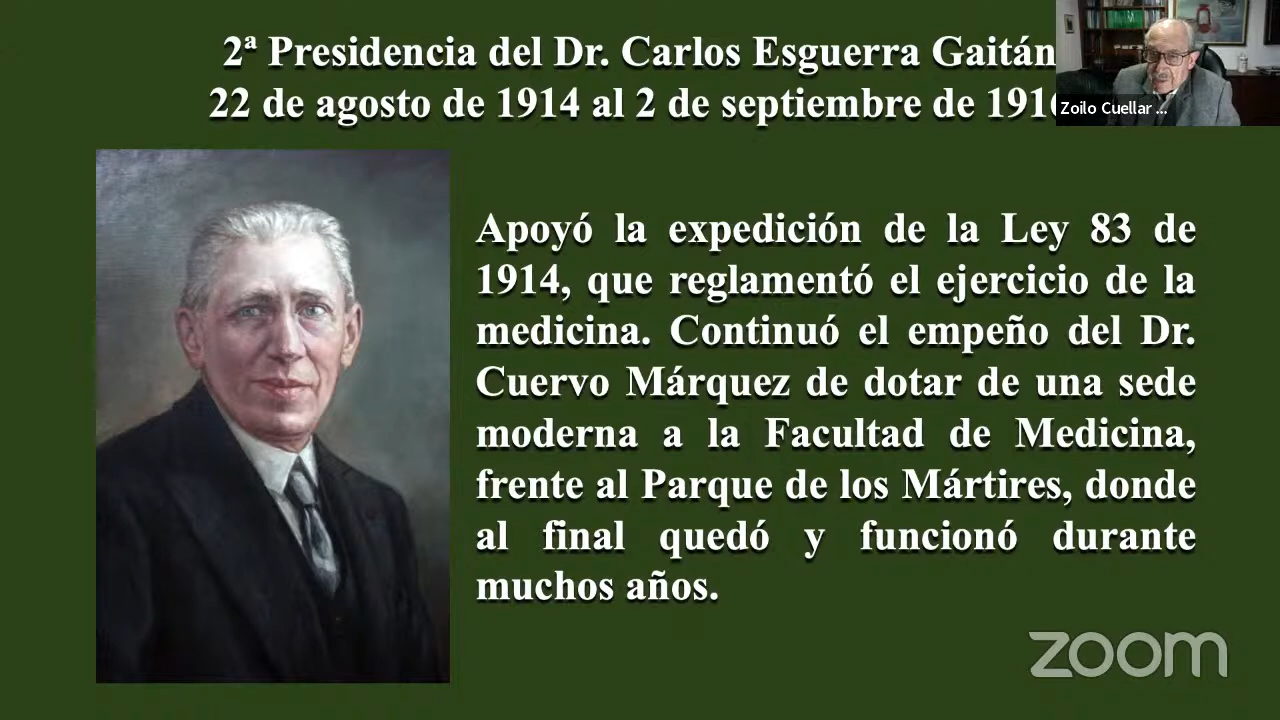 2ª Presidencia del Dr. Carlos Esguerra Gaitán
22 de agosto de 1914 al 2 de septiembre de
Zoilo Cuellar ...
Apoyó la expedición de la Ley 83 de
1914, que reglamentó el ejercicio de la
medicina. Continuó el empeño del Dr.
Cuervo Márquez de dotar de una sede
moderna a la Facultad de Medicina,
frente al Parque de los Mártires, donde
al final quedó y funcionó durante
muchos años.
zoom